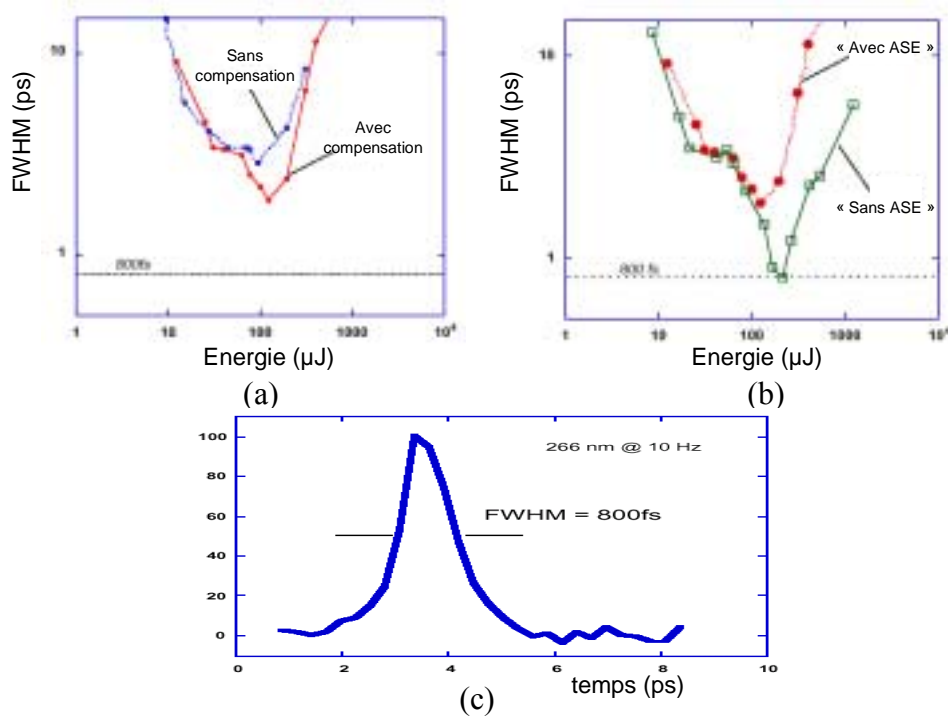 FWHM (ps)
10
1
Sans
compensation
Avec
compensation
800fs
1 10 100 1000 10⁴
Energie (µJ)
(a)
FWHM (ps)
10
1
« Avec ASE »
« Sans ASE »
800 fs
1 10 100 1000 10⁴
Energie (µJ)
(b)
100
80
60
40
20
0
266 nm @ 10 Hz
FWHM = 800fs
0 2 4 6 8 10
temps (ps)
(c)